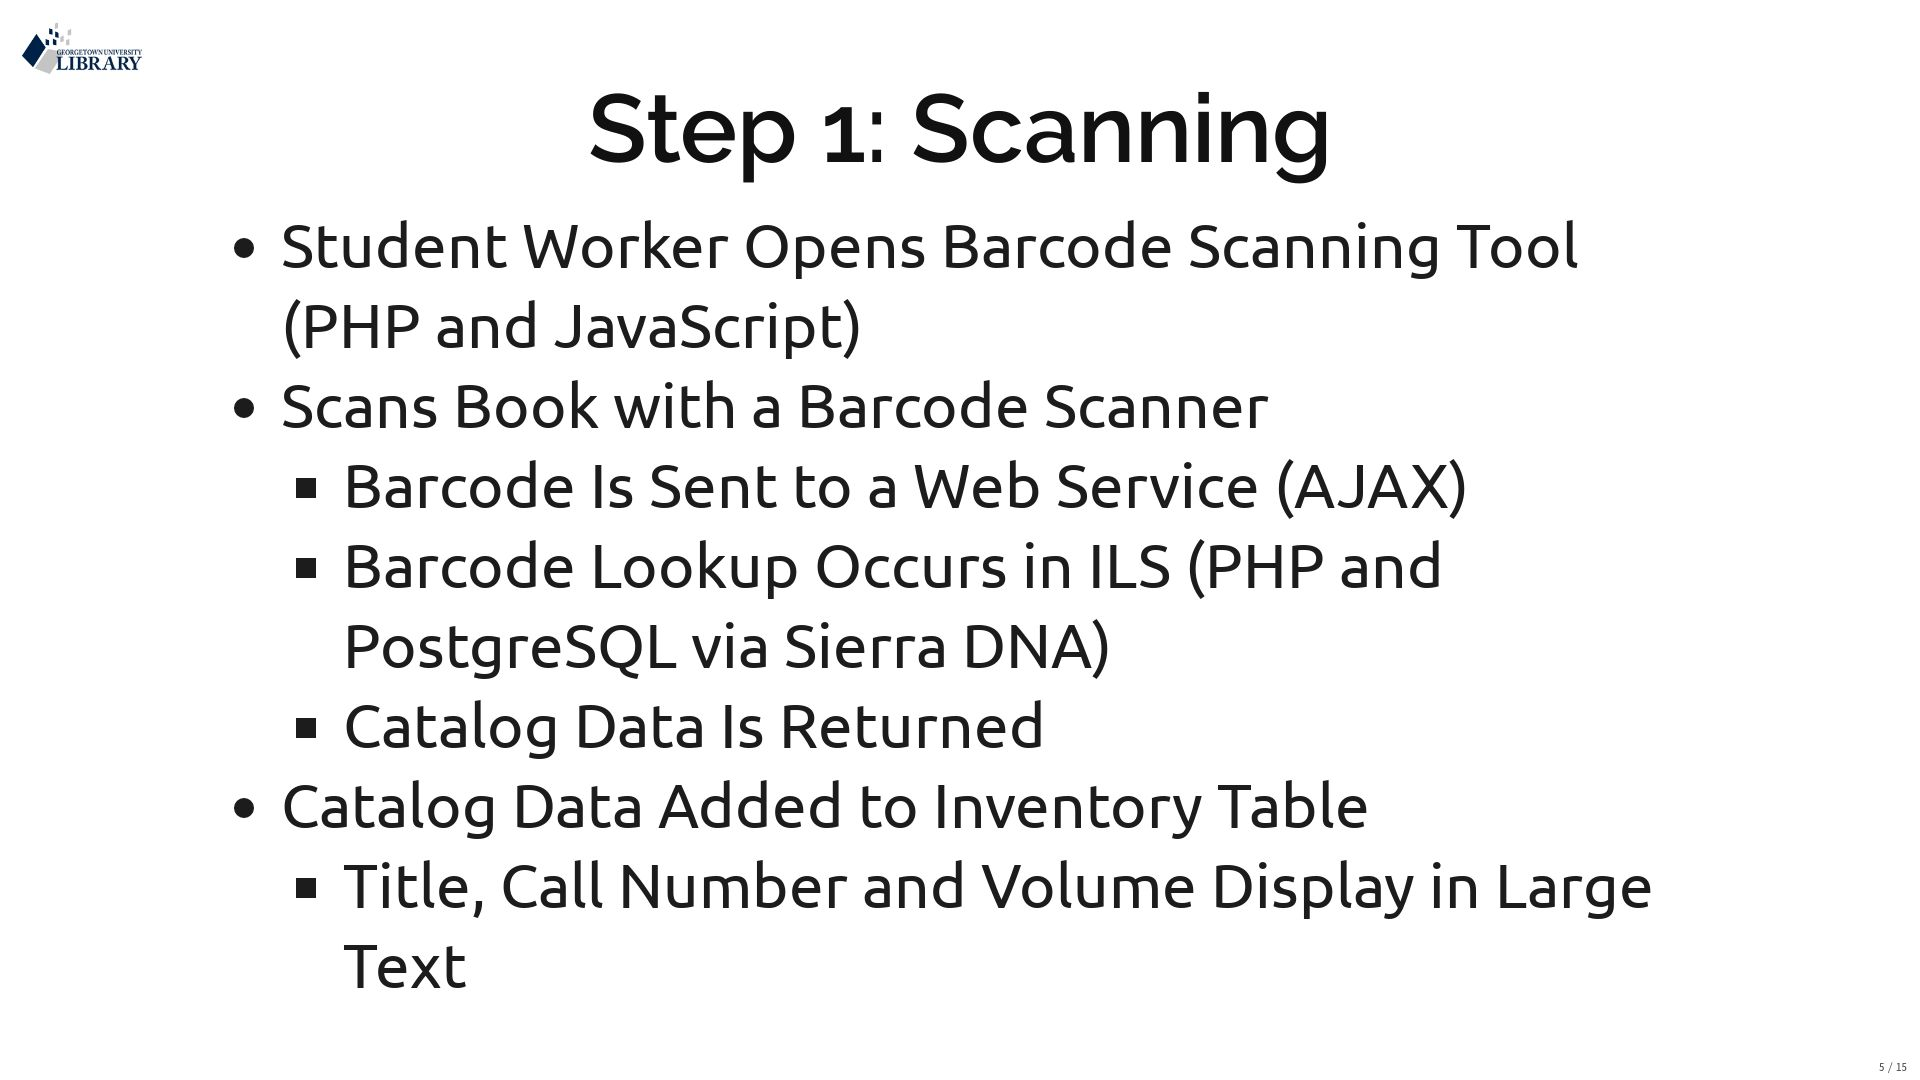 GEORGETOWN UNIVERSITY
LIBRARY
Step 1: Scanning
• Student Worker Opens Barcode Scanning Tool
(PHP and JavaScript)
• Scans Book with a Barcode Scanner
▪ Barcode Is Sent to a Web Service (AJAX)
▪ Barcode Lookup Occurs in ILS (PHP and
PostgreSQL via Sierra DNA)
▪ Catalog Data Is Returned
• Catalog Data Added to Inventory Table
▪ Title, Call Number and Volume Display in Large
Text
5 / 15